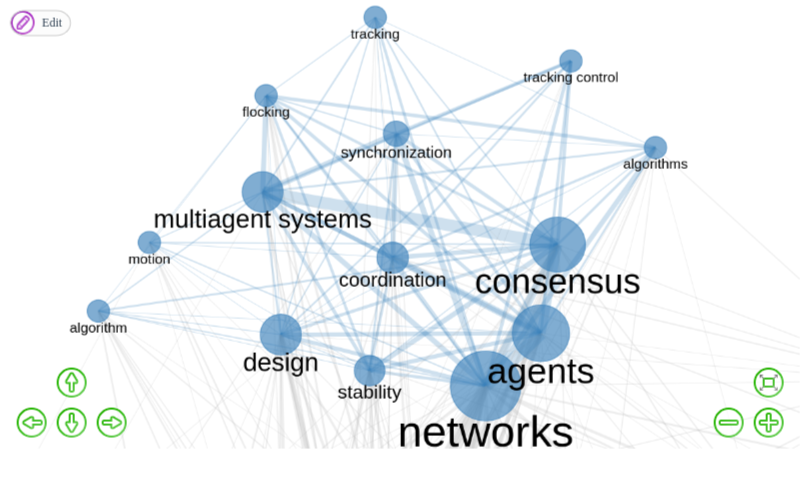 Edit
tracking
tracking control
flocking
synchronization
algorithms
multiagent systems
motion
coordination
consensus
algorithm
design
agents
stability
networks